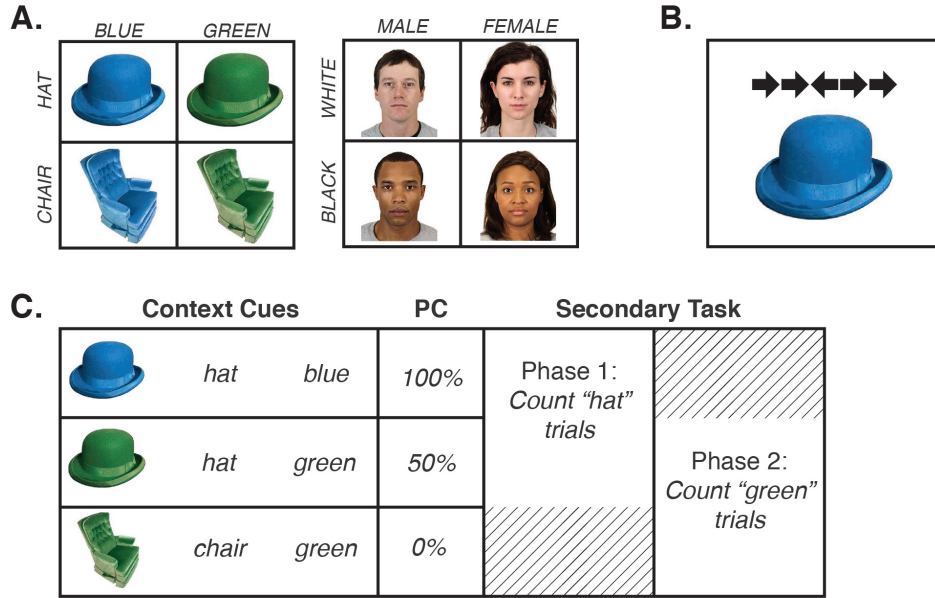 A.
BLUE GREEN
HAT
CHAIR
MALE FEMALE
WHITE
BLACK
B.
C.
Context Cues PC Secondary Task
hat blue 100%
Phase 1:
Count “hat”
trials
hat green 50%
Phase 2:
Count “green”
trials
chair green 0%